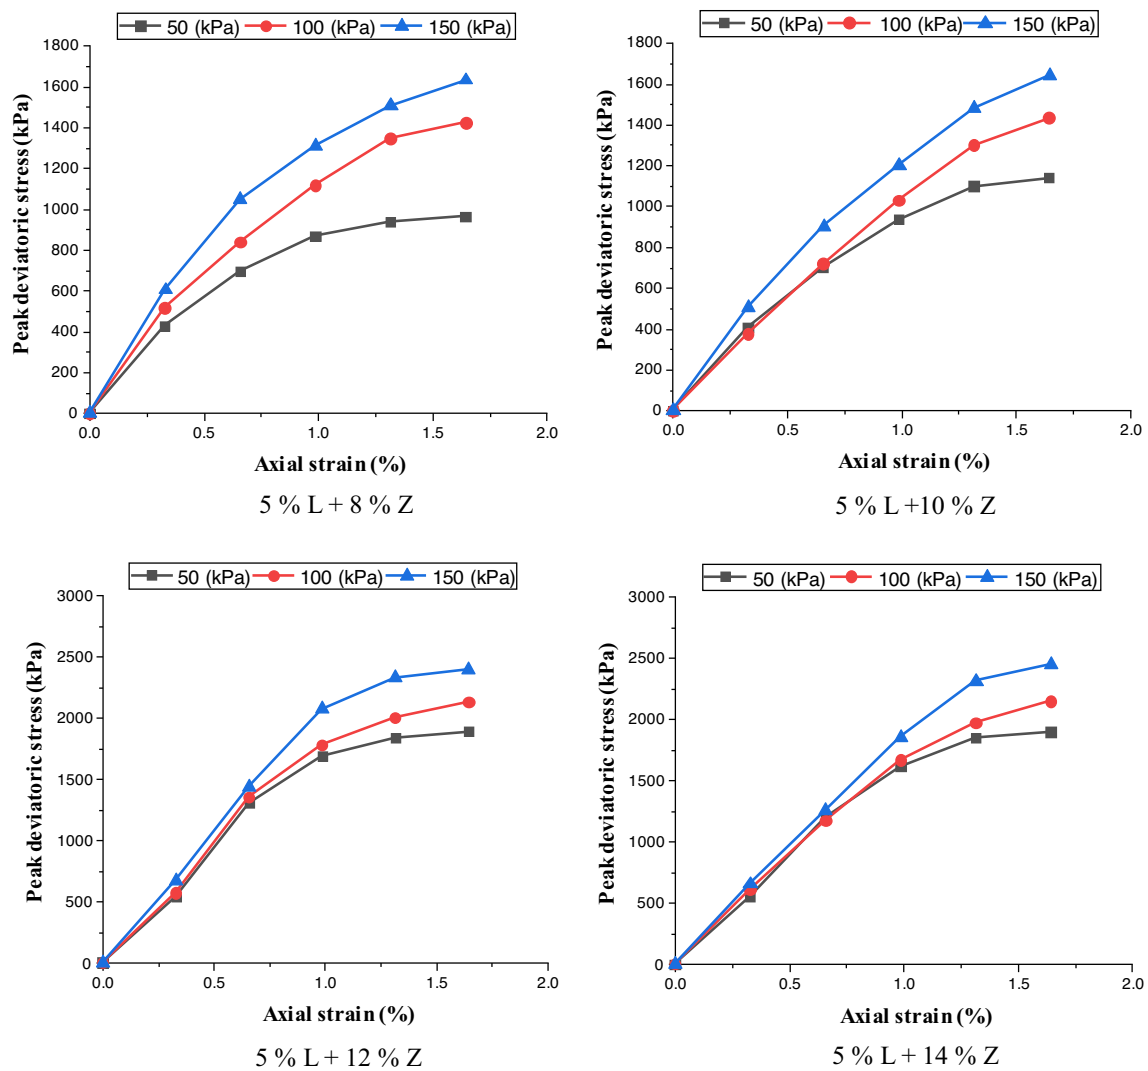 50 (kPa) 100 (kPa) 150 (kPa)
1800
1600
1400
1200
1000
800
600
400
200
0
Peak deviatoric stress (kPa)
0.0 0.5 1.0 1.5 2.0
Axial strain (%)
5 % L + 8 % Z
50 (kPa) 100 (kPa) 150 (kPa)
1800
1600
1400
1200
1000
800
600
400
200
0
Peak deviatoric stress (kPa)
0.0 0.5 1.0 1.5 2.0
Axial strain (%)
5 % L +10 % Z
50 (kPa) 100 (kPa) 150 (kPa)
3000
2500
2000
1500
1000
500
0
Peak deviatoric stress (kPa)
0.0 0.5 1.0 1.5 2.0
Axial strain (%)
5 % L + 12 % Z
50 (kPa) 100 (kPa) 150 (kPa)
3000
2500
2000
1500
1000
500
0
Peak deviatoric stress (kPa)
0.0 0.5 1.0 1.5 2.0
Axial strain (%)
5 % L + 14 % Z